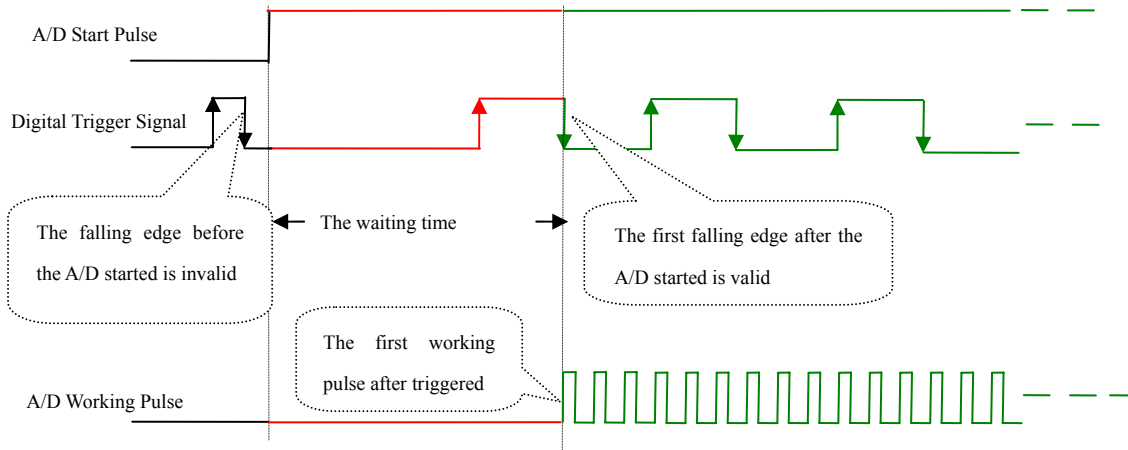 A/D Start Pulse
Digital Trigger Signal
The falling edge before
the A/D started is invalid
The waiting time
The first falling edge after the
A/D started is valid
The first working
pulse after triggered
A/D Working Pulse